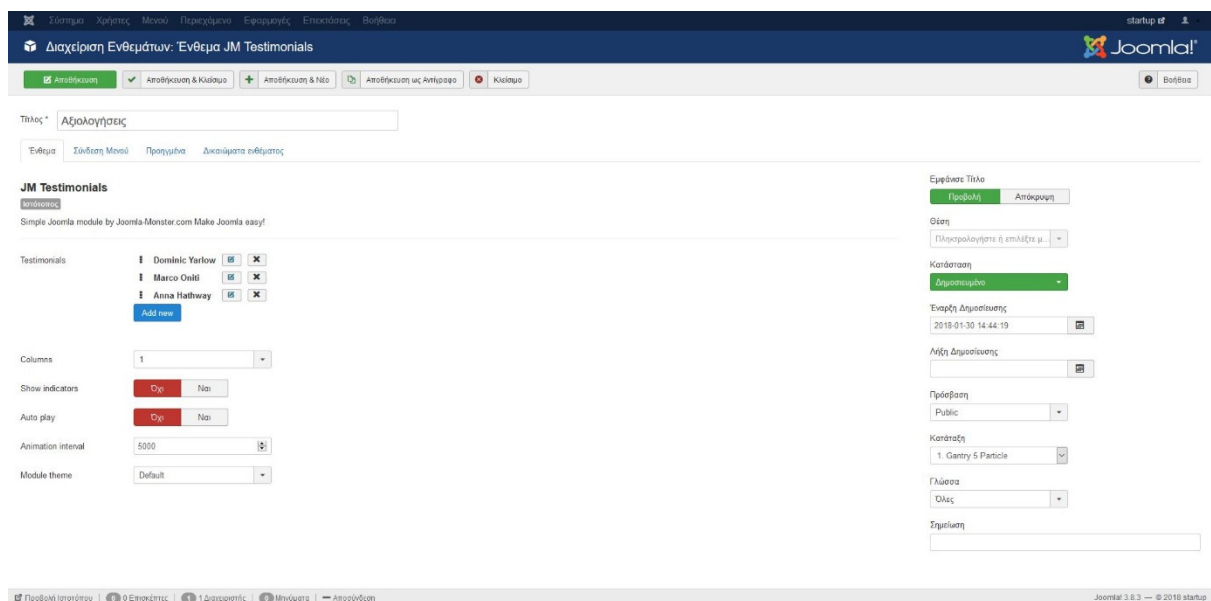 Σύστημα Χρήστες Μενού Περιεχόμενο Εφαρμογές Επεκτάσεις Βοήθεια startup
Διαχείριση Ενθεμάτων: Ένθεμα JM Testimonials Joomla!
Αποθήκευση Αποθήκευση & Κλείσιμο Αποθήκευση & Νέο Αποθήκευση ως Αντίγραφο Κλείσιμο Βοήθεια
Τίτλος * Αξιολογήσεις
Ένθεμα Σύνδεση Μενού Προηγμένα Δικαιώματα ενθέματος
JM Testimonials
Ιστότοπος
Simple Joomla module by Joomla-Monster.com Make Joomla easy!
Testimonials
Dominic Yarlow
Marco Oniti
Anna Hathway
Add new
Columns 1
Show indicators Όχι Ναι
Auto play Όχι Ναι
Animation interval 5000
Module theme Default
Εμφάνισε Τίτλο
Προβολή Απόκρυψη
Θέση
Πληκτρολογήστε ή επιλέξτε μ...
Κατάσταση
Δημοσιευμένο
Έναρξη Δημοσίευσης
2018-01-30 14:44:19
Λήξη Δημοσίευσης
Πρόσβαση
Public
Κατάταξη
1. Gantry 5 Particle
Γλώσσα
Όλες
Σημείωση
Προβολή Ιστοτόπου 0 0 Επισκέπτες 1 1 Διαχειριστής 0 Μηνύματα Αποσύνδεση Joomla! 3.8.3 — © 2018 startup